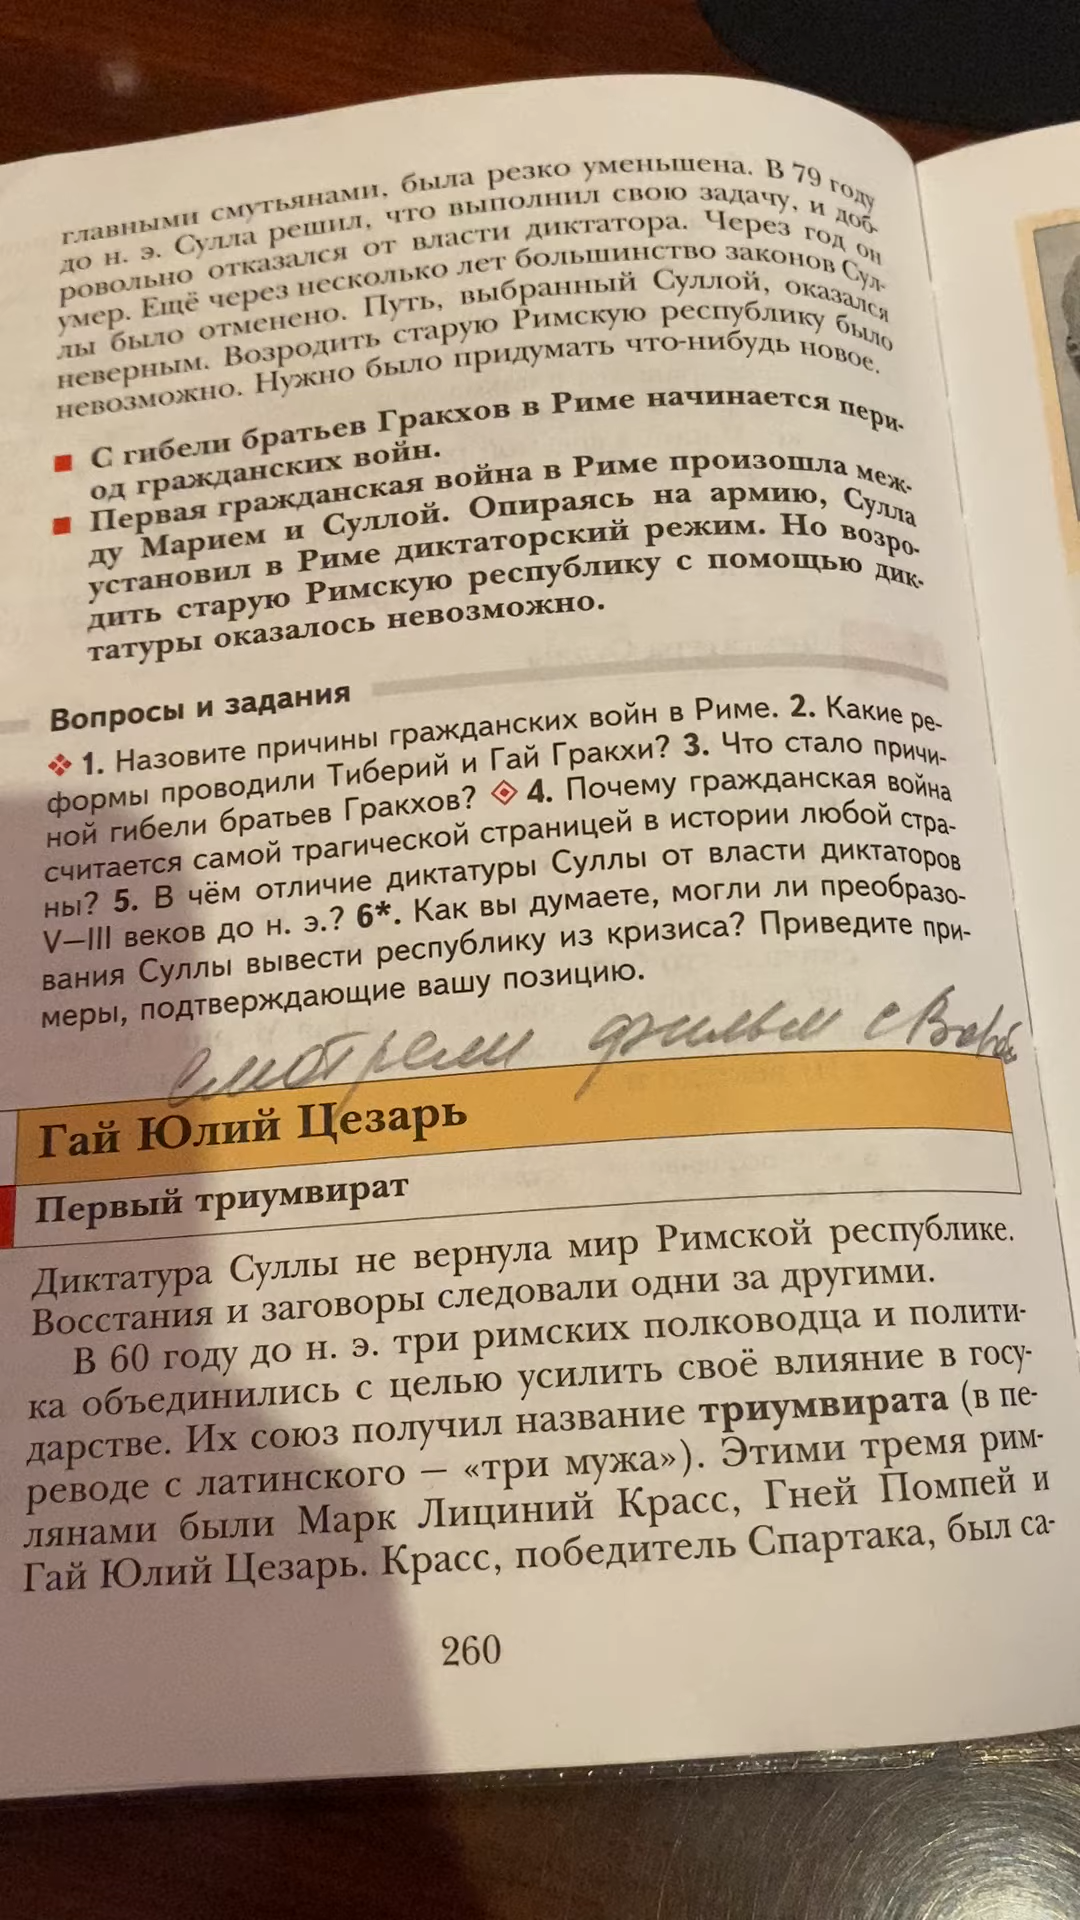 главными смутьянами, была резко уменьшена. В 79 году
до н. э. Сулла решил, что выполнил свою задачу, и доб-
ровольно отказался от власти диктатора. Через год он
умер. Ещё через несколько лет большинство законов Сул-
лы было отменено. Путь, выбранный Суллой, оказался
неверным. Возродить старую Римскую республику было
невозможно. Нужно было придумать что-нибудь новое.
■ С гибели братьев Гракхов в Риме начинается пери-
од гражданских войн.
■ Первая гражданская война в Риме произошла меж-
ду Марием и Суллой. Опираясь на армию, Сулла
установил в Риме диктаторский режим. Но возро-
дить старую Римскую республику с помощью дик-
татуры оказалось невозможно.
Вопросы и задания
❖ 1. Назовите причины гражданских войн в Риме. 2. Какие ре-
формы проводили Тиберий и Гай Гракхи? 3. Что стало причи-
ной гибели братьев Гракхов? 4. Почему гражданская война
считается самой трагической страницей в истории любой стра-
ны? 5. В чём отличие диктатуры Суллы от власти диктаторов
V—III веков до н. э.? 6*. Как вы думаете, могли ли преобразо-
вания Суллы вывести республику из кризиса? Приведите при-
меры, подтверждающие вашу позицию.
смотрели фильм с
Гай Юлий Цезарь
Первый триумвират
Диктатура Суллы не вернула мир Римской республике.
Восстания и заговоры следовали одни за другими.
В 60 году до н. э. три римских полководца и полити-
ка объединились с целью усилить своё влияние в госу-
дарстве. Их союз получил название триумвирата (в пе-
реводе с латинского — «три мужа»). Этими тремя рим-
лянами были Марк Лициний Красс, Гней Помпей и
Гай Юлий Цезарь. Красс, победитель Спартака, был са-
260